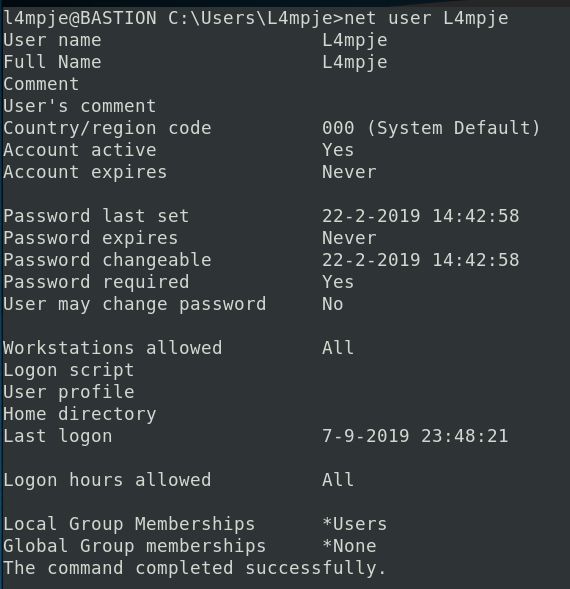 l4mpje@BASTION C:\Users\L4mpje>net user L4mpje
User name                    L4mpje
Full Name                    L4mpje
Comment
User's comment
Country/region code          000 (System Default)
Account active               Yes
Account expires              Never

Password last set            22-2-2019 14:42:58
Password expires             Never
Password changeable          22-2-2019 14:42:58
Password required            Yes
User may change password     No

Workstations allowed         All
Logon script
User profile
Home directory
Last logon                   7-9-2019 23:48:21

Logon hours allowed          All

Local Group Memberships      *Users
Global Group memberships     *None
The command completed successfully.